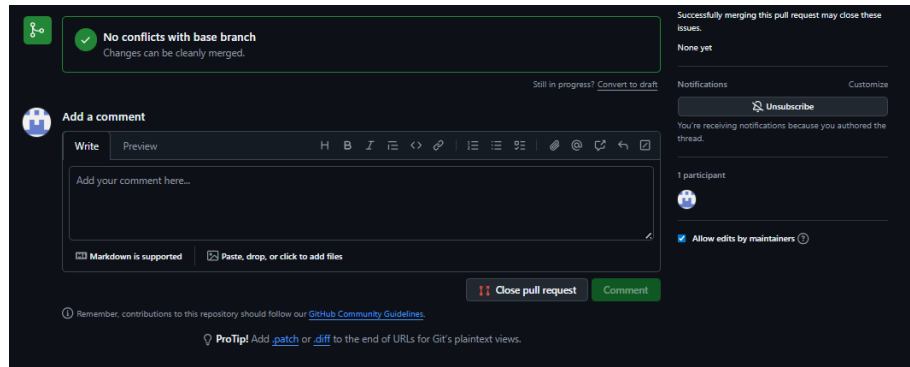 No conflicts with base branch
Changes can be cleanly merged.
Still in progress? Convert to draft
Add a comment
Write Preview
Add your comment here...
Markdown is supported
Paste, drop, or click to add files
Close pull request Comment
Remember, contributions to this repository should follow our GitHub Community Guidelines.
ProTip! Add .patch or .diff to the end of URLs for Git's plaintext views.
Successfully merging this pull request may close these
issues.
None yet
Notifications Customize
Unsubscribe
You're receiving notifications because you authored the
thread.
1 participant
Allow edits by maintainers